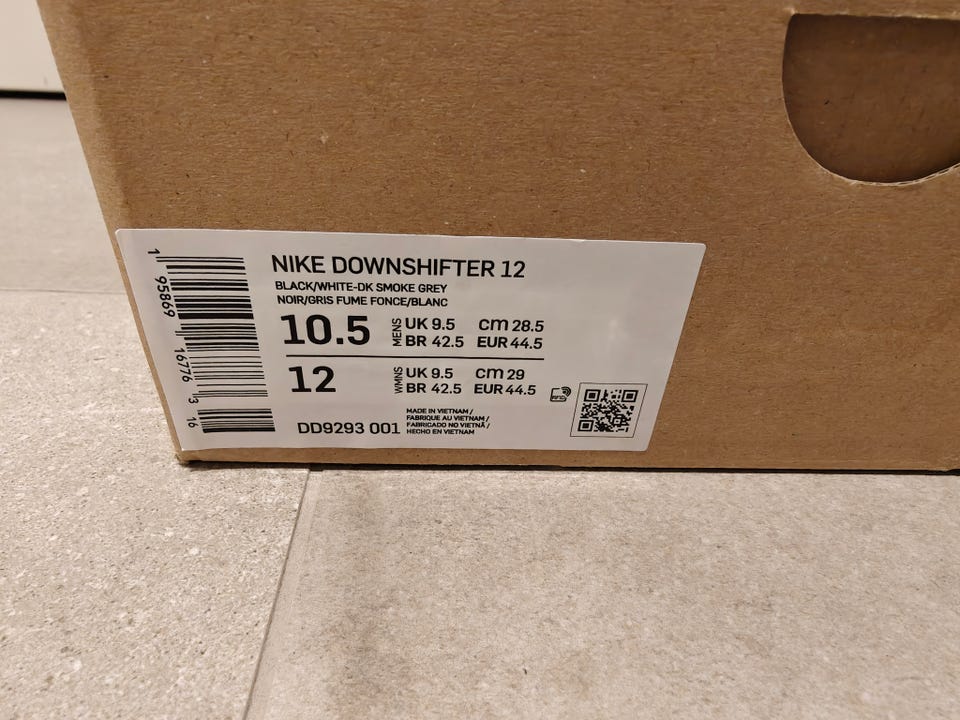 NIKE DOWNSHIFTER 12
BLACK/WHITE-DK SMOKE GREY
NOIR/GRIS FUME FONCE/BLANC
10.5 MENS UK 9.5 cm 28.5
BR 42.5 EUR 44.5
12 WMNS UK 9.5 cm 29
BR 42.5 EUR 44.5
DD9293 001
MADE IN VIETNAM /
FABRIQUE AU VIETNAM /
FABRICADO NO VIETNÃ /
HECHO EN VIETNAM
1 95869 16776 3 16